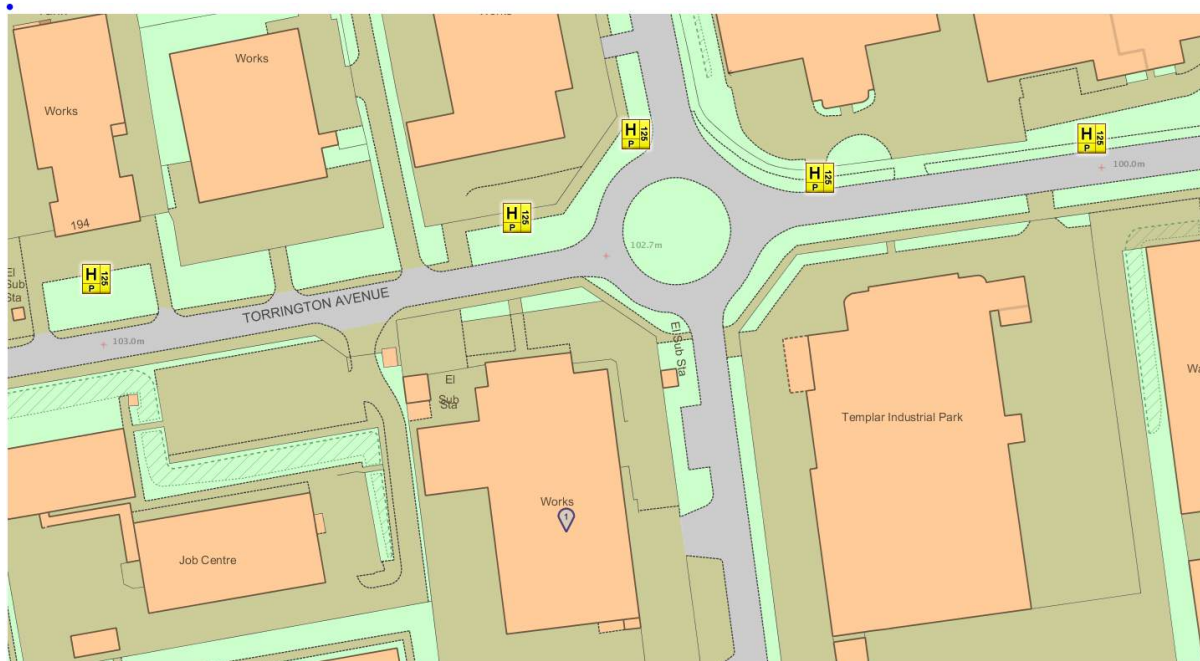 Works
Works
H 125
P
H 125
P
H 125
P
H 125
P
H 125
P
100.0m
194
102.7m
El
Sub
Sta
TORRINGTON AVENUE
103.0m
El Sub Sta
El
Sub
Sta
Templar Industrial Park
Works
1
Job Centre